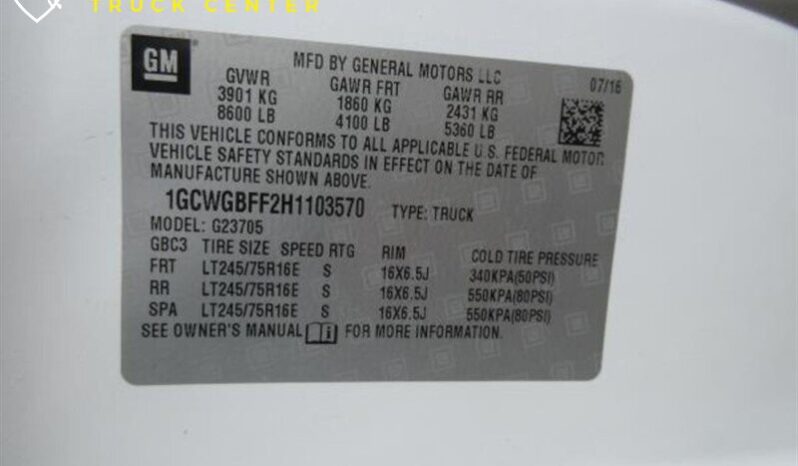 TRUCK CENTER
GM
MFD BY GENERAL MOTORS LLC
07/16
GVWR GAWR FRT GAWR RR
3901 KG 1860 KG 2431 KG
8600 LB 4100 LB 5360 LB
THIS VEHICLE CONFORMS TO ALL APPLICABLE U.S. FEDERAL MOTOR
VEHICLE SAFETY STANDARDS IN EFFECT ON THE DATE OF
MANUFACTURE SHOWN ABOVE.
1GCWGBFF2H1103570 TYPE: TRUCK
MODEL: G23705
GBC3 TIRE SIZE SPEED RTG RIM COLD TIRE PRESSURE
FRT LT245/75R16E S 16X6.5J 340KPA(50PSI)
RR LT245/75R16E S 16X6.5J 550KPA(80PSI)
SPA LT245/75R16E S 16X6.5J 550KPA(80PSI)
SEE OWNER'S MANUAL i FOR MORE INFORMATION.